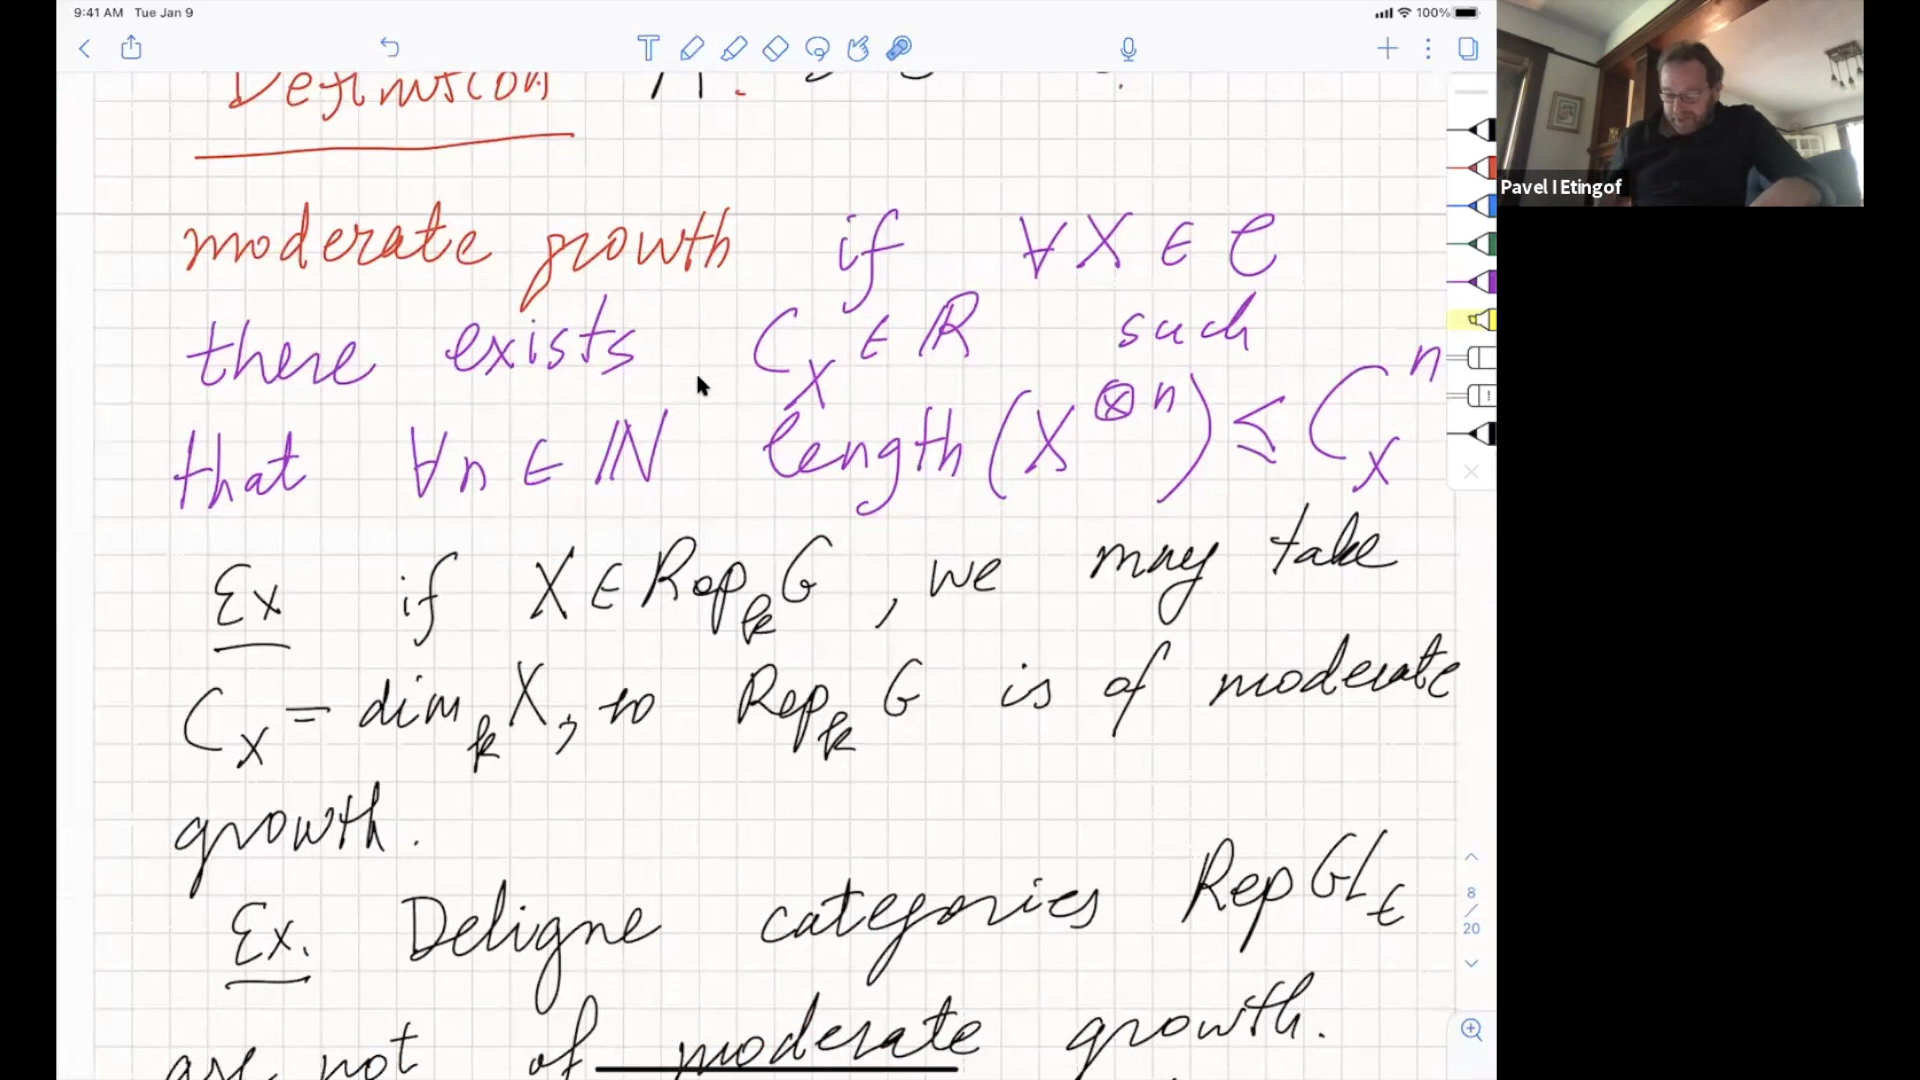 9:41 AM Tue Jan 9
100%
Definition
Pavel I Etingof
moderate growth if ∀X ∈ C
there exists C_X ∈ ℝ such
that ∀n ∈ ℕ length(X^{⊗n}) ≤ C_X^n
Ex if X ∈ Rep_k G, we may take
C_X = dim_k X, so Rep_k G is of moderate
growth.
Ex. Deligne categories Rep GL_t
are not of moderate growth.
8
/
20